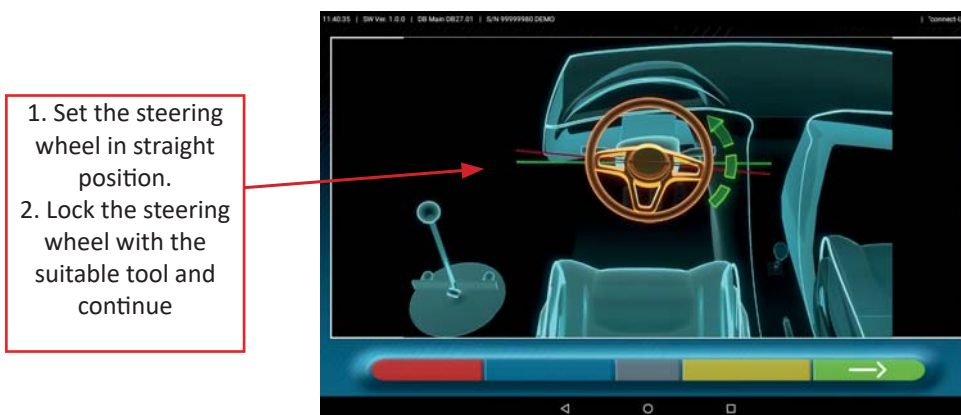 11:40:35 | SW Ver. 1.0.0 | DB Main DB27.01 | S/N 99999980 DEMO
| "connect-U
1. Set the steering
wheel in straight
position.
2. Lock the steering
wheel with the
suitable tool and
continue